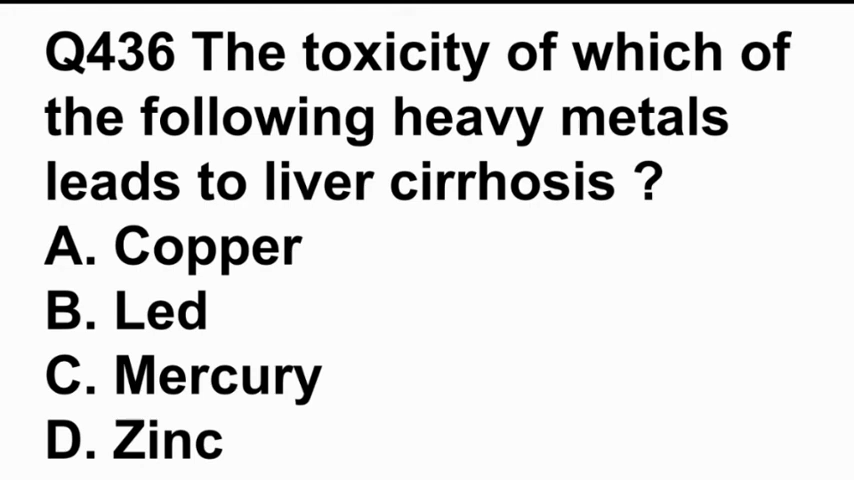 Q436 The toxicity of which of
the following heavy metals
leads to liver cirrhosis ?
A. Copper
B. Led
C. Mercury
D. Zinc